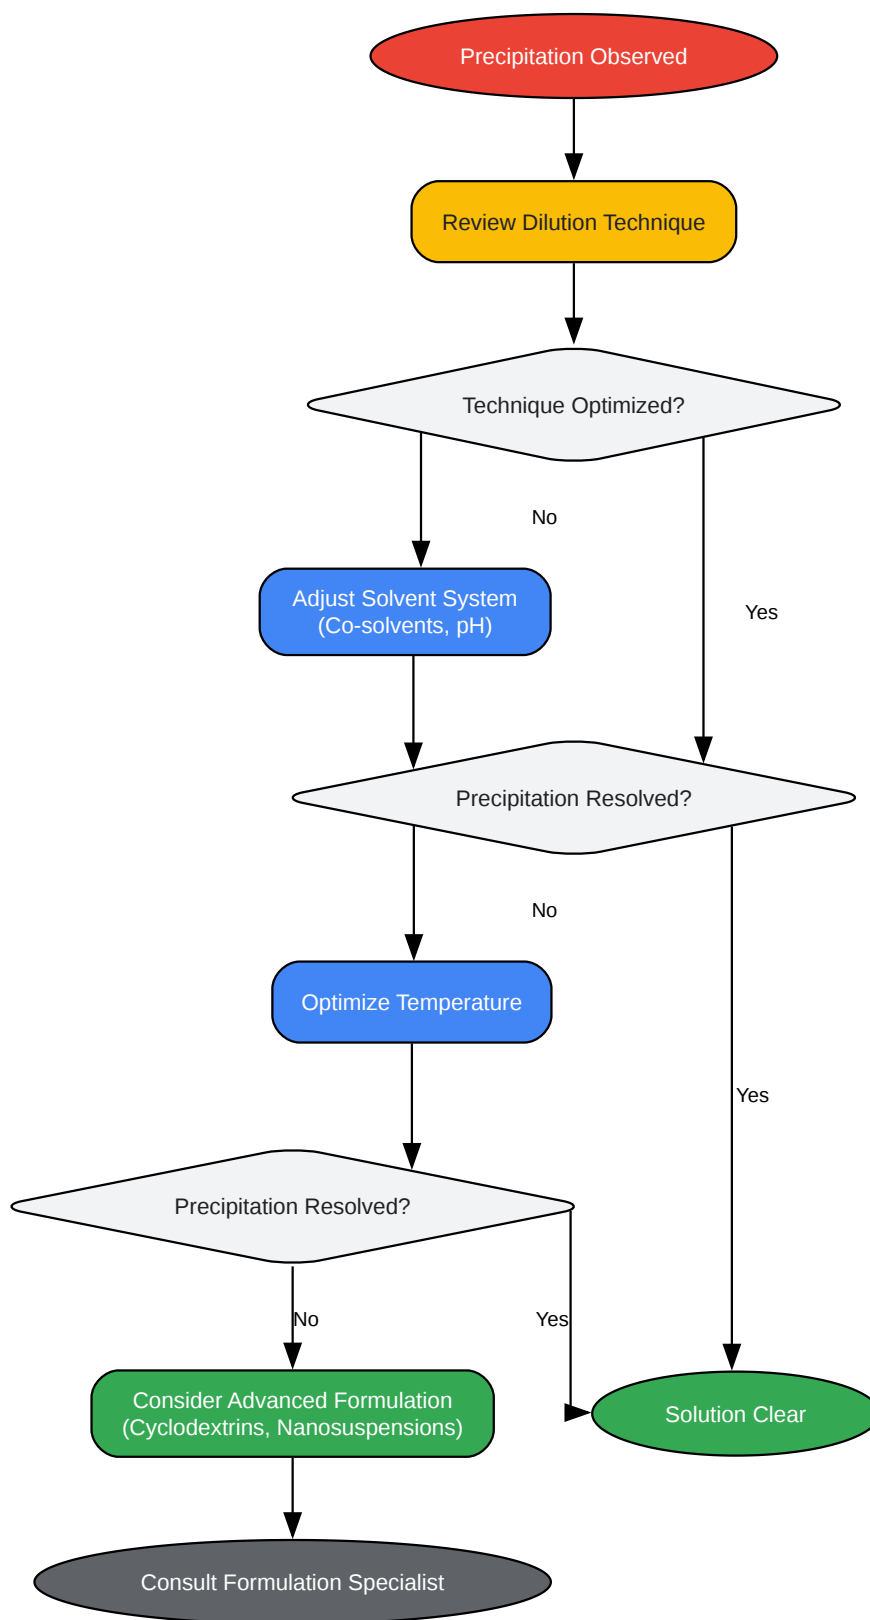 Precipitation Observed
Review Dilution Technique
Technique Optimized?
No
Adjust Solvent System
(Co-solvents, pH)
Yes
Precipitation Resolved?
No
Optimize Temperature
Yes
Precipitation Resolved?
No
Yes
Consider Advanced Formulation
(Cyclodextrins, Nanosuspensions)
Solution Clear
Consult Formulation Specialist